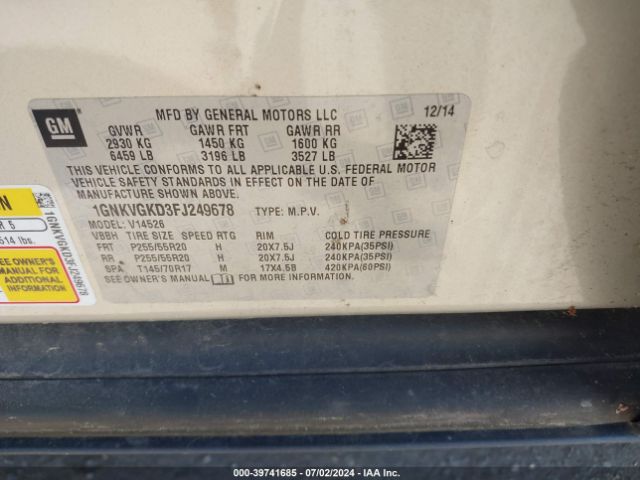 GM
MFD BY GENERAL MOTORS LLC
12/14
GVWR GAWR FRT GAWR RR
2930 KG 1450 KG 1600 KG
6459 LB 3196 LB 3527 LB
THIS VEHICLE CONFORMS TO ALL APPLICABLE U.S. FEDERAL MOTOR
VEHICLE SAFETY STANDARDS IN EFFECT ON THE DATE OF
MANUFACTURE SHOWN ABOVE.
1GNKVGKD3FJ249678 TYPE: M.P.V.
MODEL: V14526
VBBH TIRE SIZE SPEED RTG RIM COLD TIRE PRESSURE
FRT P255/55R20 H 20X7.5J 240KPA(35PSI)
RR P255/55R20 H 20X7.5J 240KPA(35PSI)
SPA T145/70R17 M 17X4.5B 420KPA(60PSI)
SEE OWNER'S MANUAL FOR MORE INFORMATION.
N
R 5
514 lbs.
SEE OWNER'S
MANUAL FOR
ADDITIONAL
INFORMATION
1GNKVGKD3FJ249678
000-39741685 - 07/02/2024 - IAA Inc.